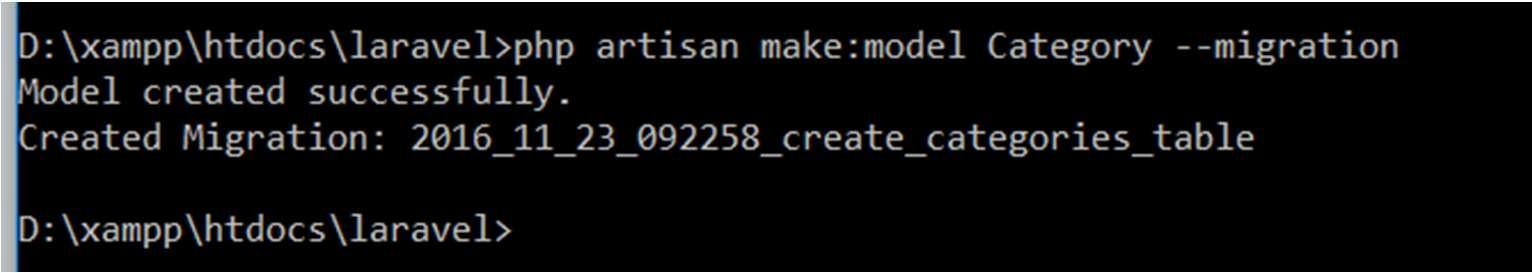 D:\xampp\htdocs\laravel>php artisan make:model Category --migration
Model created successfully.
Created Migration: 2016_11_23_092258_create_categories_table
D:\xampp\htdocs\laravel>